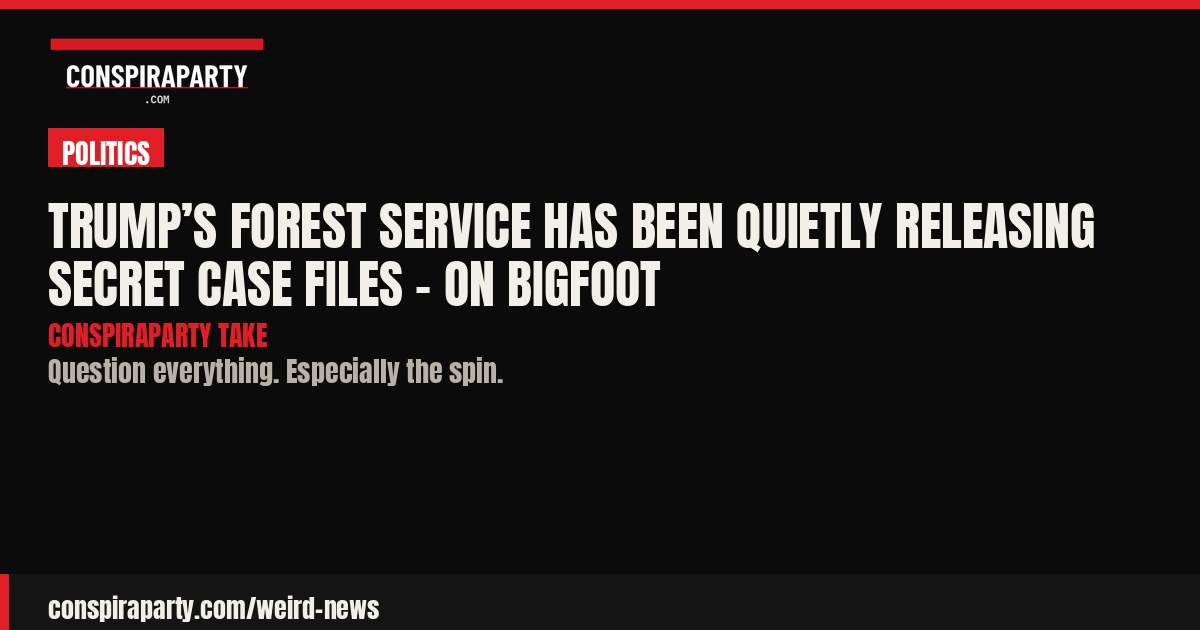 CONSPIRAPARTY
.COM
POLITICS
TRUMP’S FOREST SERVICE HAS BEEN QUIETLY RELEASING
SECRET CASE FILES - ON BIGFOOT
CONSPIRAPARTY TAKE
Question everything. Especially the spin.
conspiraparty.com/weird-news